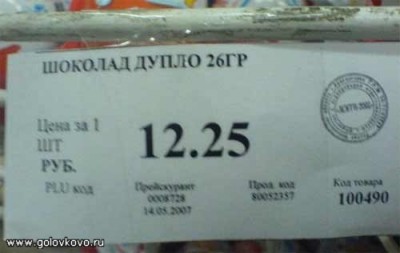 ШОКОЛАД ДУПЛО 26ГР
Цена за 1
ШТ
РУБ.
12.25
PLU код
Прейскурант
0008728
14.05.2007
Прод. код
80052357
Код товара
100490
www.golovkovo.ru